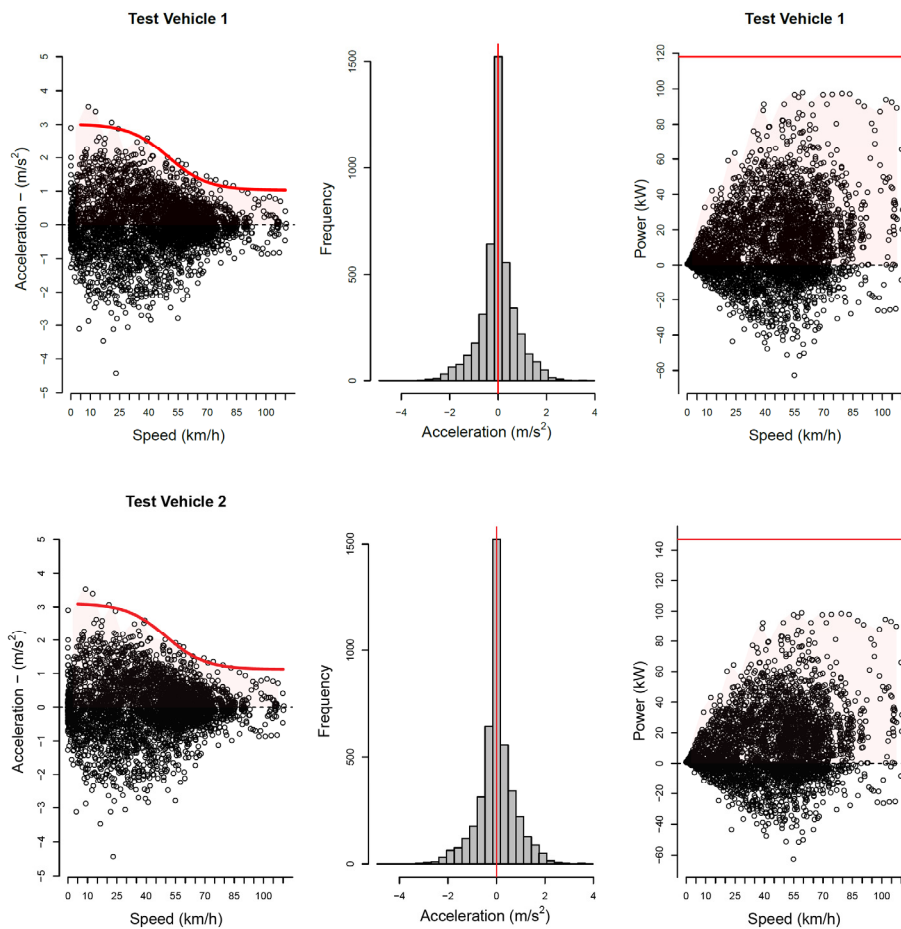 Test Vehicle 1
Acceleration − (m/s²)
5
4
3
2
1
0
-1
-2
-3
-4
-5
0 10 25 40 55 70 85 100
Speed (km/h)
Frequency
1500
1000
500
0
−4 −2 0 2 4
Acceleration (m/s²)
Test Vehicle 1
Power (kW)
120
100
80
60
40
20
0
-20
-40
-60
0 10 25 40 55 70 85 100
Speed (km/h)
Test Vehicle 2
Acceleration − (m/s²)
5
4
3
2
1
0
-1
-2
-3
-4
-5
0 10 25 40 55 70 85 100
Speed (km/h)
Frequency
1500
1000
500
0
−4 −2 0 2 4
Acceleration (m/s²)
Power (kW)
140
120
100
80
60
40
20
0
-20
-40
-60
0 10 25 40 55 70 85 100
Speed (km/h)